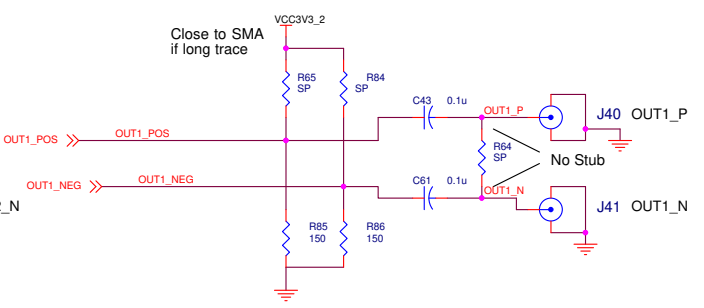 VCC3V3_2
Close to SMA
if long trace
R65
SP
R84
SP
C43 0.1u
OUT1_P
J40 OUT1_P
OUT1_POS
OUT1_POS
R64
SP
No Stub
OUT1_NEG
OUT1_NEG
C61 0.1u
OUT1_N
J41 OUT1_N
_N
R85
150
R86
150